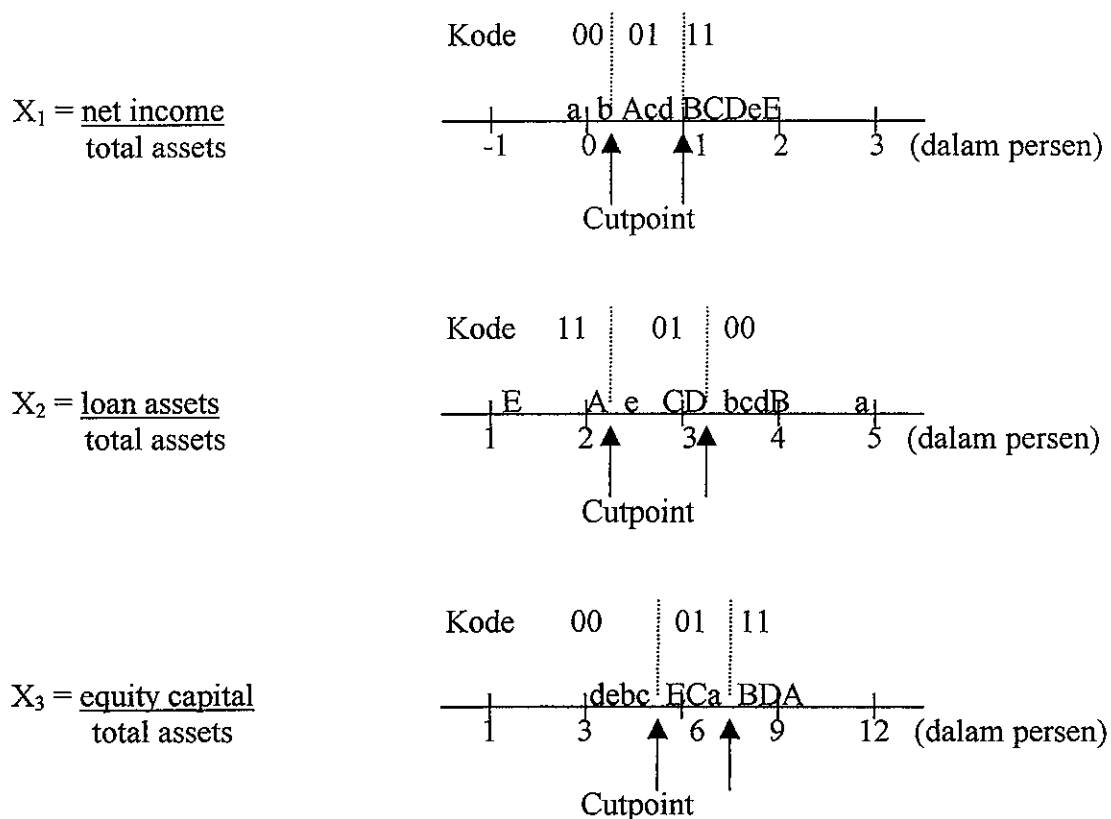 Kode 00 01 11
X₁ = net income a b Acd BCDeE
total assets -1 0 1 2 3 (dalam persen)
Cutpoint
Kode 11 01 00
X₂ = loan assets E A e CD bcdB a
total assets 1 2 3 4 5 (dalam persen)
Cutpoint
Kode 00 01 11
X₃ = equity capital debc ECa BDA
total assets 1 3 6 9 12 (dalam persen)
Cutpoint